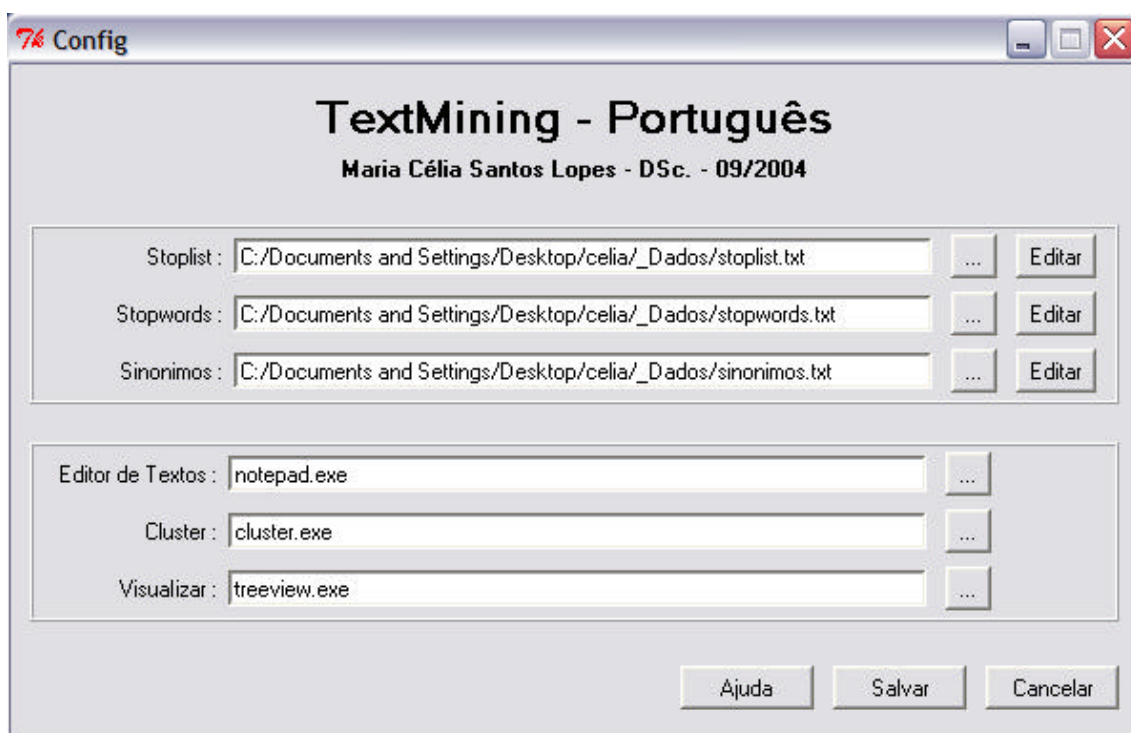 Config
TextMining - Português
Maria Célia Santos Lopes - DSc. - 09/2004
Stoplist : C:/Documents and Settings/Desktop/celia/_Dados/stoplist.txt ... Editar
Stopwords : C:/Documents and Settings/Desktop/celia/_Dados/stopwords.txt ... Editar
Sinonimos : C:/Documents and Settings/Desktop/celia/_Dados/sinonimos.txt ... Editar
Editor de Textos : notepad.exe ...
Cluster : cluster.exe ...
Visualizar : treeview.exe ...
Ajuda Salvar Cancelar